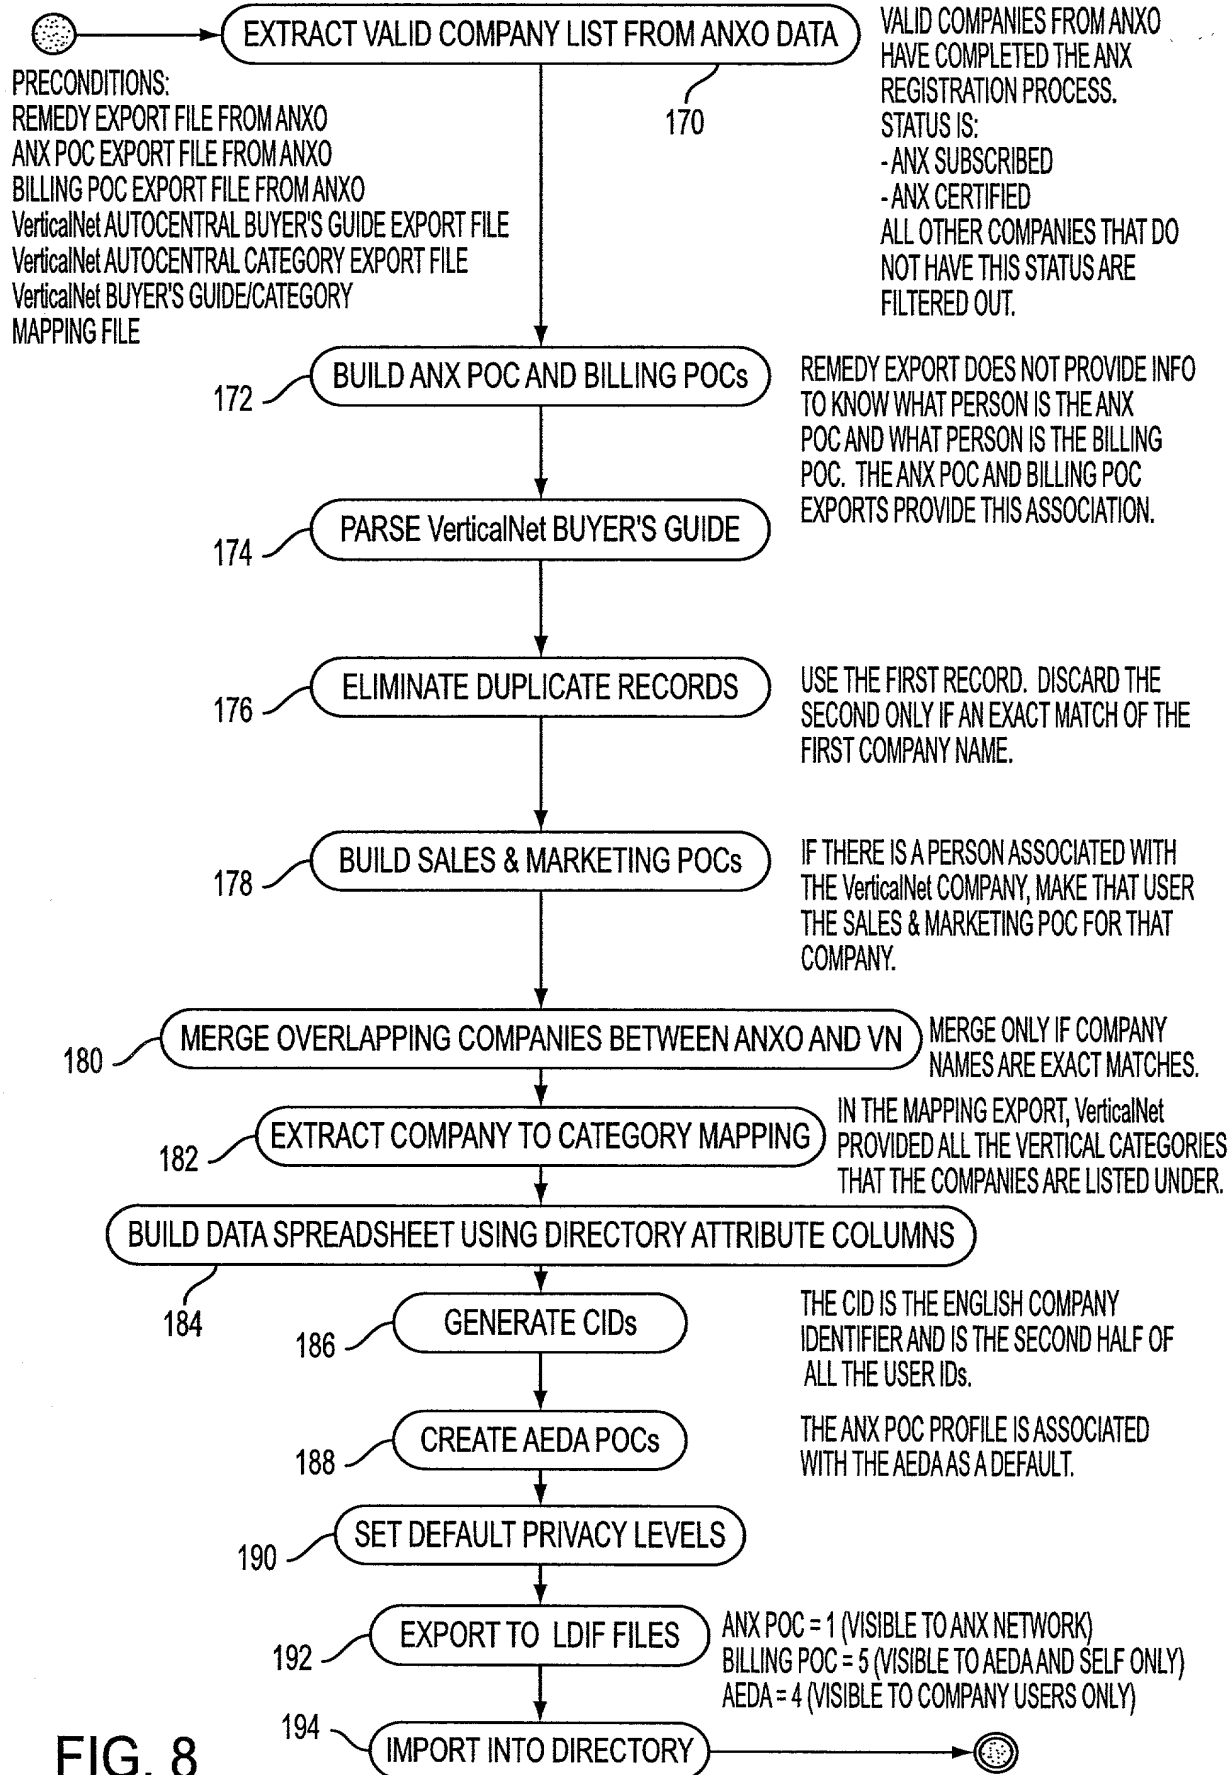 EXTRACT VALID COMPANY LIST FROM ANXO DATA
170
VALID COMPANIES FROM ANXO
HAVE COMPLETED THE ANX
REGISTRATION PROCESS.
STATUS IS:
- ANX SUBSCRIBED
- ANX CERTIFIED
ALL OTHER COMPANIES THAT DO
NOT HAVE THIS STATUS ARE
FILTERED OUT.
PRECONDITIONS:
REMEDY EXPORT FILE FROM ANXO
ANX POC EXPORT FILE FROM ANXO
BILLING POC EXPORT FILE FROM ANXO
VerticalNet AUTOCENTRAL BUYER'S GUIDE EXPORT FILE
VerticalNet AUTOCENTRAL CATEGORY EXPORT FILE
VerticalNet BUYER'S GUIDE/CATEGORY
MAPPING FILE
172
BUILD ANX POC AND BILLING POCs
REMEDY EXPORT DOES NOT PROVIDE INFO
TO KNOW WHAT PERSON IS THE ANX
POC AND WHAT PERSON IS THE BILLING
POC. THE ANX POC AND BILLING POC
EXPORTS PROVIDE THIS ASSOCIATION.
174
PARSE VerticalNet BUYER'S GUIDE
176
ELIMINATE DUPLICATE RECORDS
USE THE FIRST RECORD. DISCARD THE
SECOND ONLY IF AN EXACT MATCH OF THE
FIRST COMPANY NAME.
178
BUILD SALES & MARKETING POCs
IF THERE IS A PERSON ASSOCIATED WITH
THE VerticalNet COMPANY, MAKE THAT USER
THE SALES & MARKETING POC FOR THAT
COMPANY.
180
MERGE OVERLAPPING COMPANIES BETWEEN ANXO AND VN
MERGE ONLY IF COMPANY
NAMES ARE EXACT MATCHES.
182
EXTRACT COMPANY TO CATEGORY MAPPING
IN THE MAPPING EXPORT, VerticalNet
PROVIDED ALL THE VERTICAL CATEGORIES
THAT THE COMPANIES ARE LISTED UNDER.
BUILD DATA SPREADSHEET USING DIRECTORY ATTRIBUTE COLUMNS
184
186
GENERATE CIDs
THE CID IS THE ENGLISH COMPANY
IDENTIFIER AND IS THE SECOND HALF OF
ALL THE USER IDs.
188
CREATE AEDA POCs
THE ANX POC PROFILE IS ASSOCIATED
WITH THE AEDA AS A DEFAULT.
190
SET DEFAULT PRIVACY LEVELS
192
EXPORT TO LDIF FILES
ANX POC = 1 (VISIBLE TO ANX NETWORK)
BILLING POC = 5 (VISIBLE TO AEDA AND SELF ONLY)
AEDA = 4 (VISIBLE TO COMPANY USERS ONLY)
194
IMPORT INTO DIRECTORY
FIG. 8